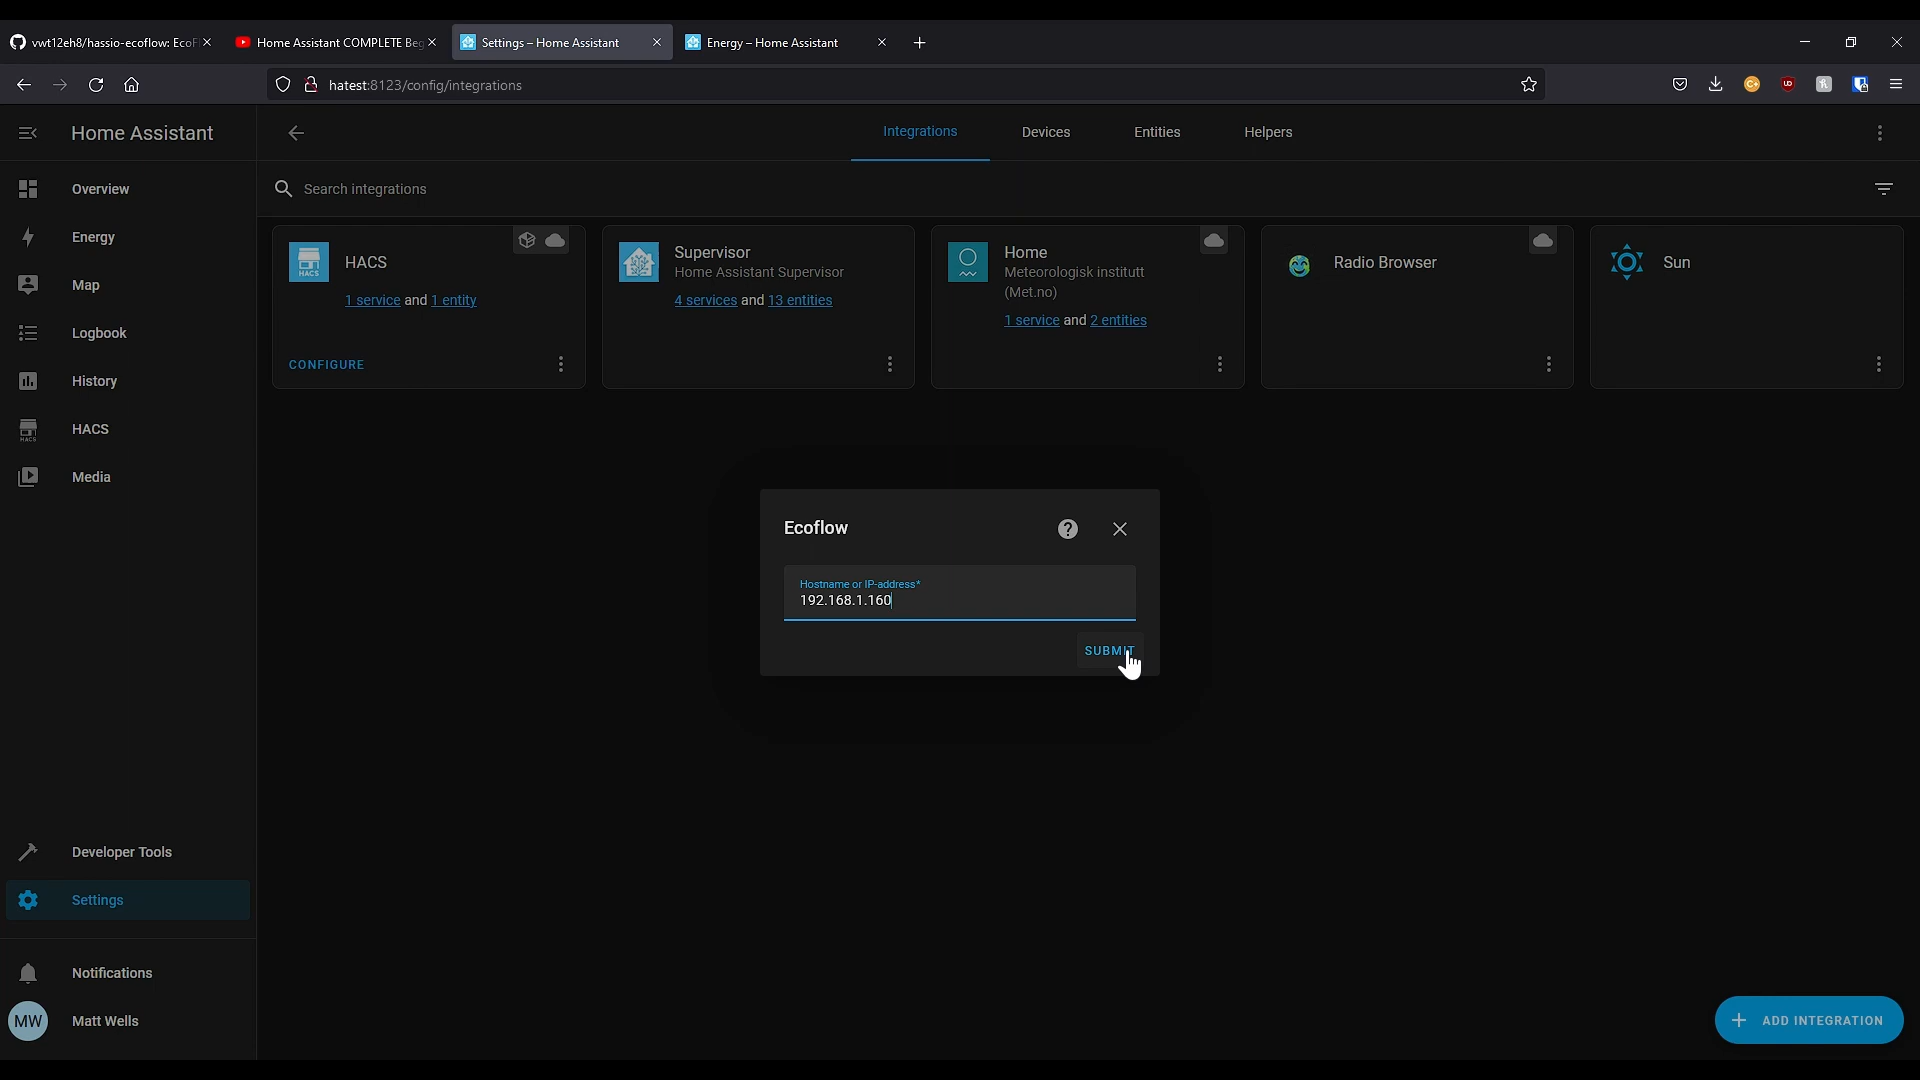 vwt12eh8/hassio-ecoflow: EcoF
Home Assistant COMPLETE Beg
Settings – Home Assistant
Energy – Home Assistant
hatest:8123/config/integrations
Home Assistant
Integrations
Devices
Entities
Helpers
Overview
Search integrations
Energy
Map
Logbook
History
HACS
Media
HACS
HACS
1 service and 1 entity
CONFIGURE
Supervisor
Home Assistant Supervisor
4 services and 13 entities
Home
Meteorologisk institutt
(Met.no)
1 service and 2 entities
Radio Browser
Sun
Ecoflow
Hostname or IP-address*
192.168.1.160
SUBMIT
Developer Tools
Settings
Notifications
MW
Matt Wells
ADD INTEGRATION